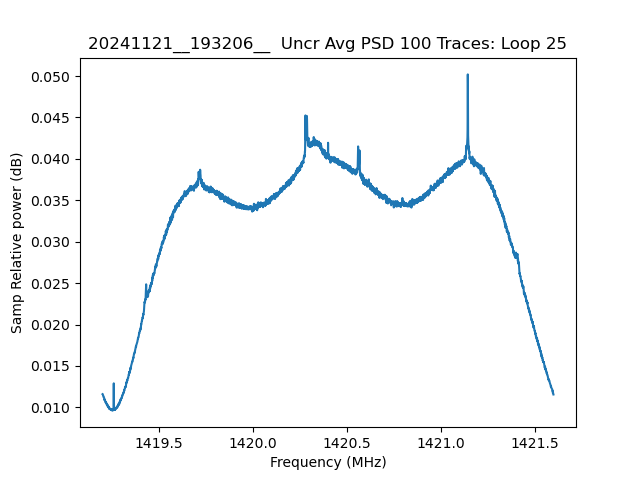 20241121__193206__  Uncr Avg PSD 100 Traces: Loop 25
Samp Relative power (dB)
0.050
0.045
0.040
0.035
0.030
0.025
0.020
0.015
0.010
1419.5 1420.0 1420.5 1421.0 1421.5
Frequency (MHz)